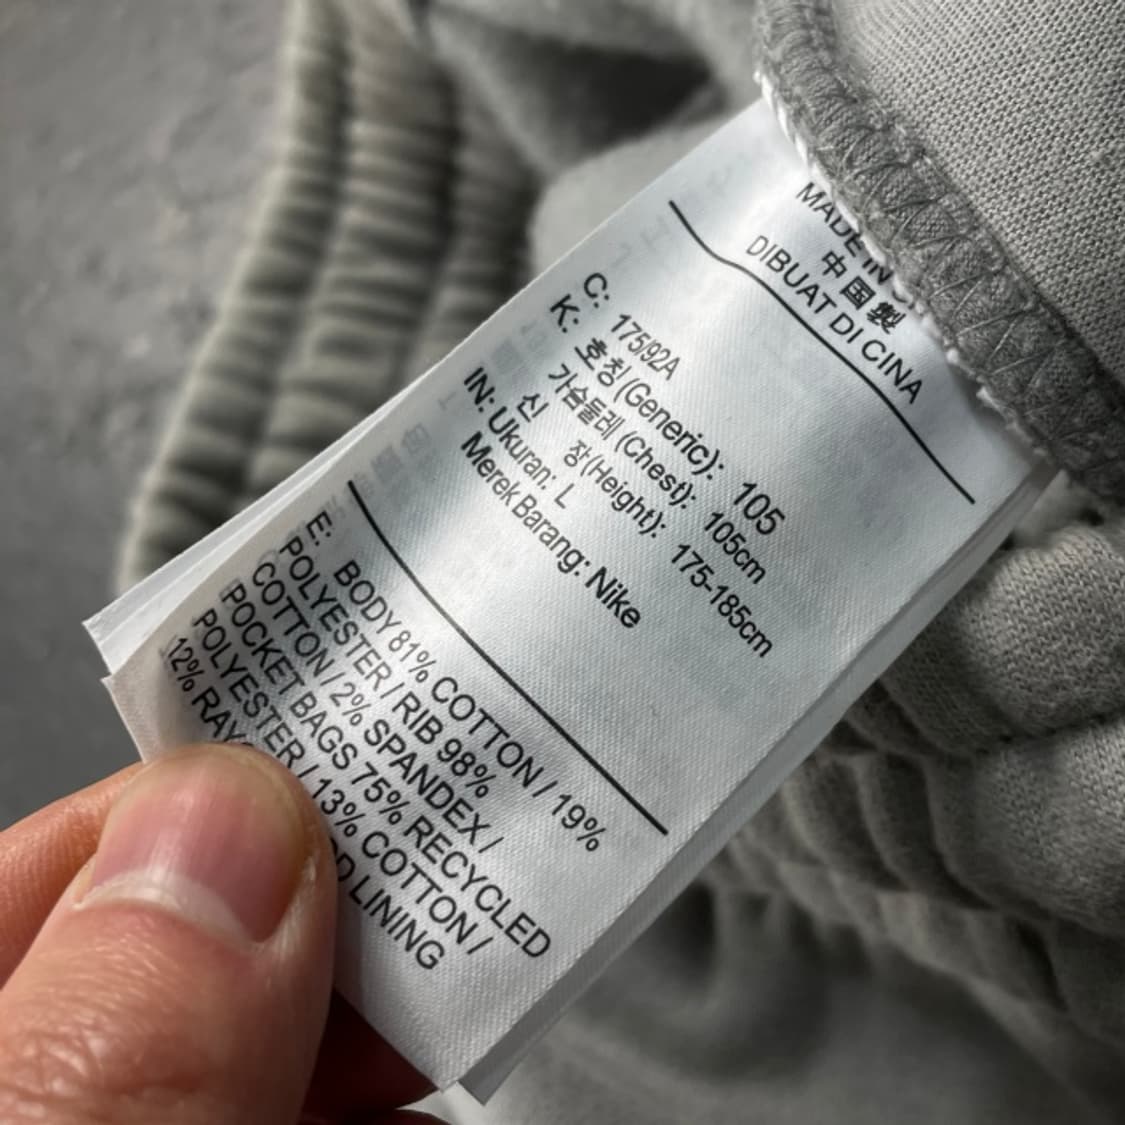 MADE IN
中国製
DIBUAT DI CINA
C: 175/92A
K: 호칭(Generic): 105
가슴둘레 (Chest): 105cm
신 장(Height): 175-185cm
IN: Ukuran: L
Merek Barang: Nike
E: BODY 81% COTTON / 19%
POLYESTER / RIB 98%
COTTON / 2% SPANDEX /
POCKET BAGS 75% RECYCLED
POLYESTER / 13% COTTON /
12% LINING